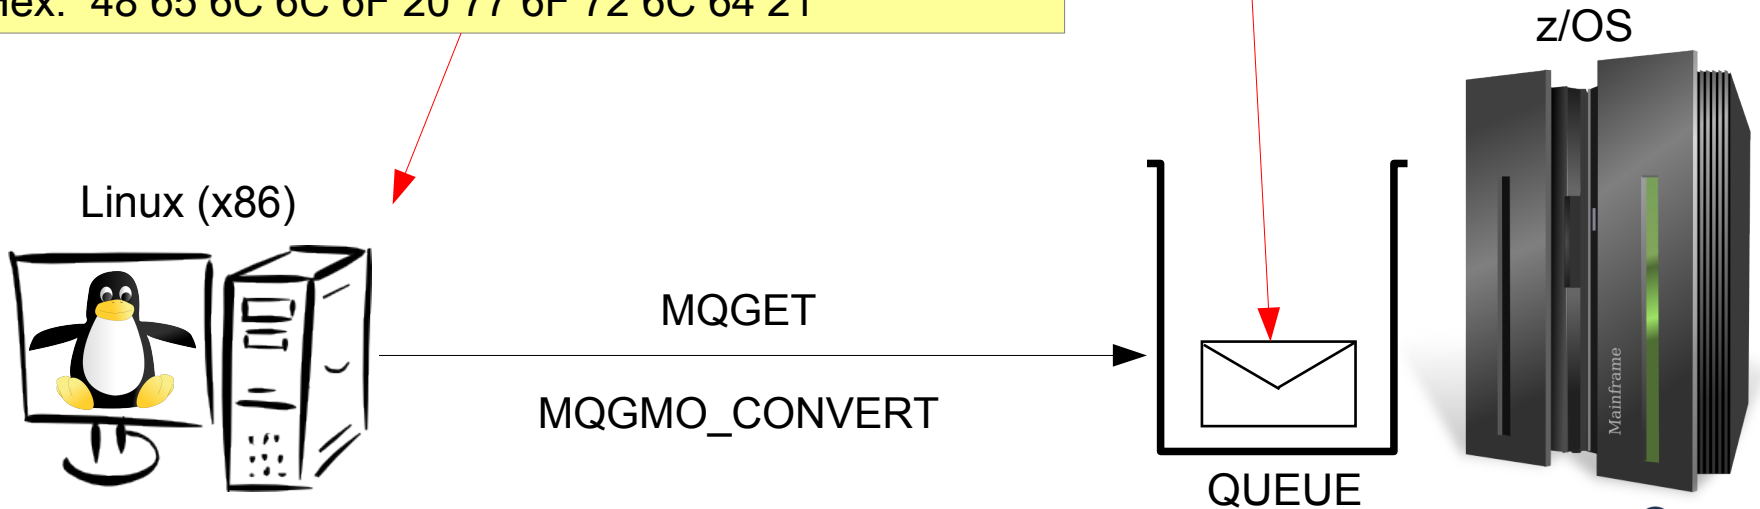 Hex: 48 65 6C 6C 6F 20 77 6F 72 6C 64 21
z/OS
Linux (x86)
MQGET
MQGMO_CONVERT
Mainframe
QUEUE